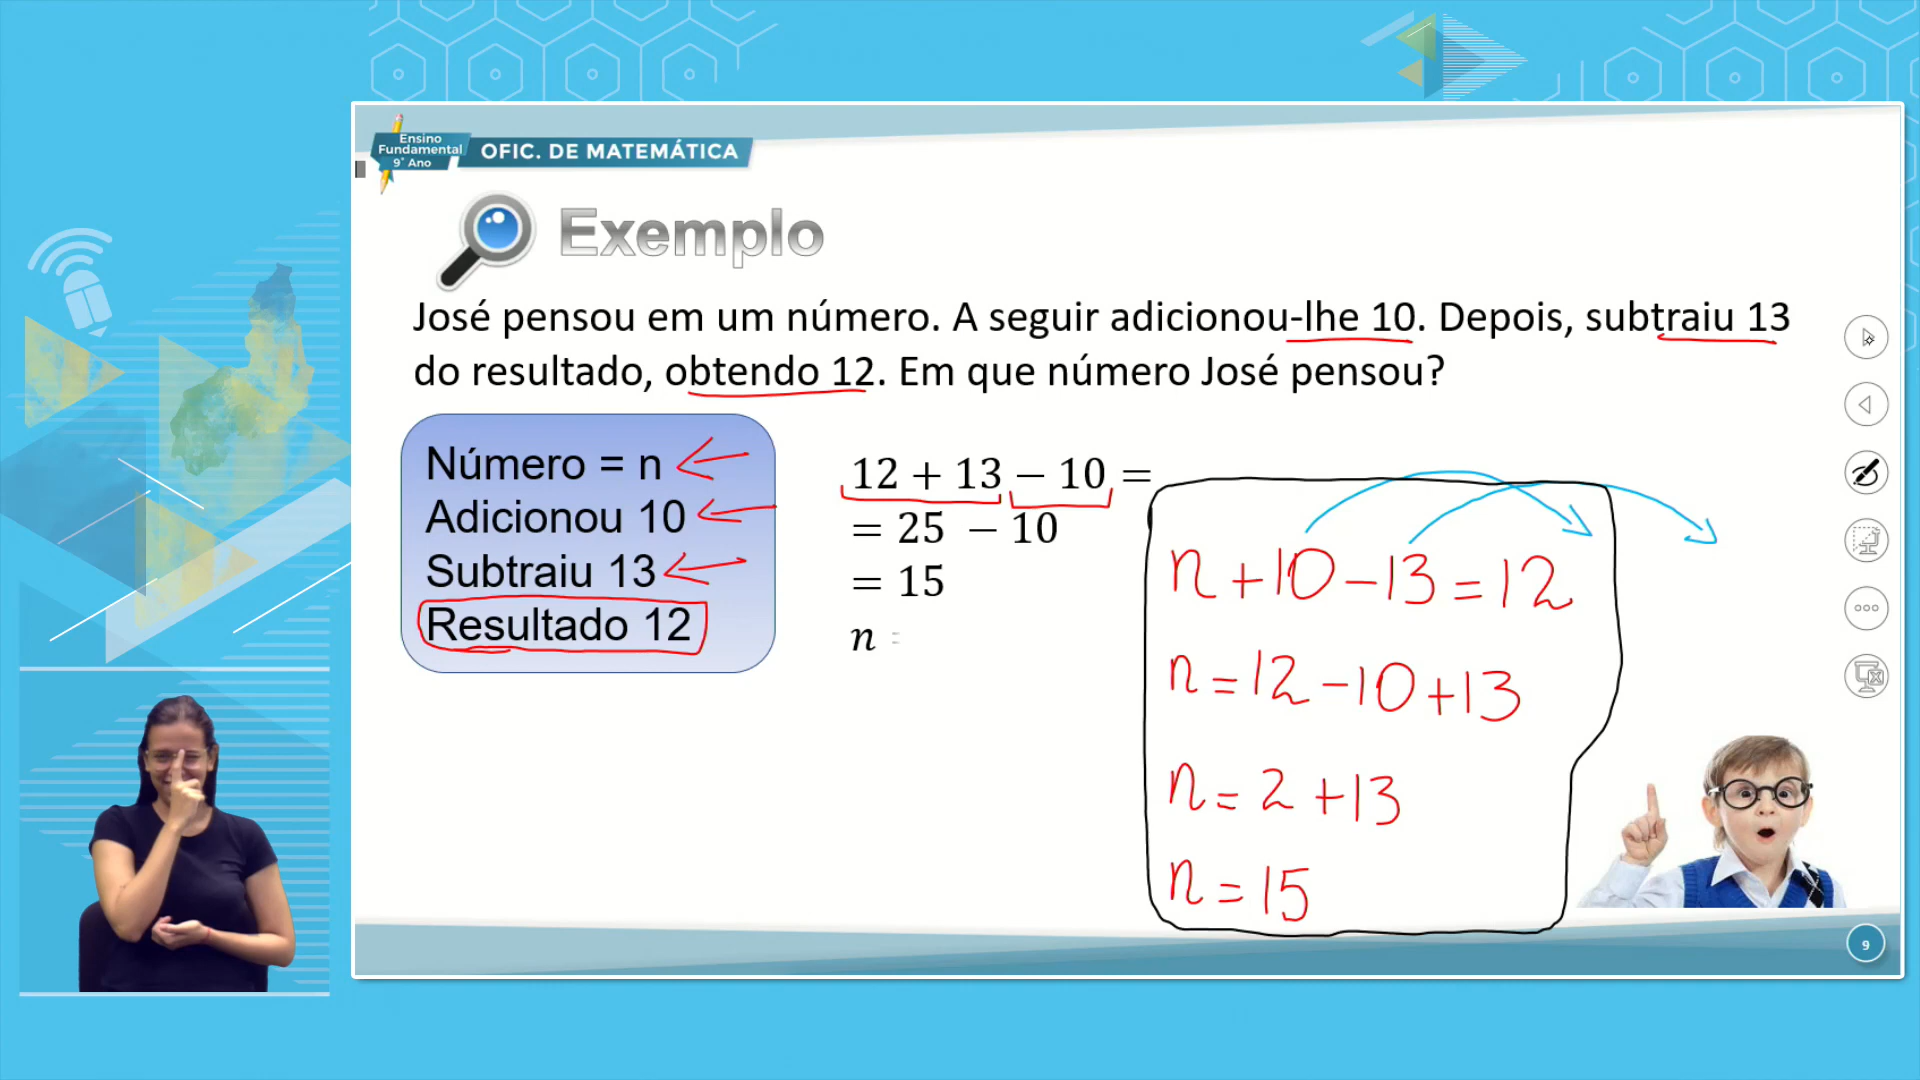 Ensino
Fundamental
9° Ano
OFIC. DE MATEMÁTICA
Exemplo
José pensou em um número. A seguir adicionou-lhe 10. Depois, subtraiu 13
do resultado, obtendo 12. Em que número José pensou?
Número = n
Adicionou 10
Subtraiu 13
Resultado 12
12 + 13 − 10 =
= 25 − 10
= 15
n =
n + 10 − 13 = 12
n = 12 − 10 + 13
n = 2 + 13
n = 15
9